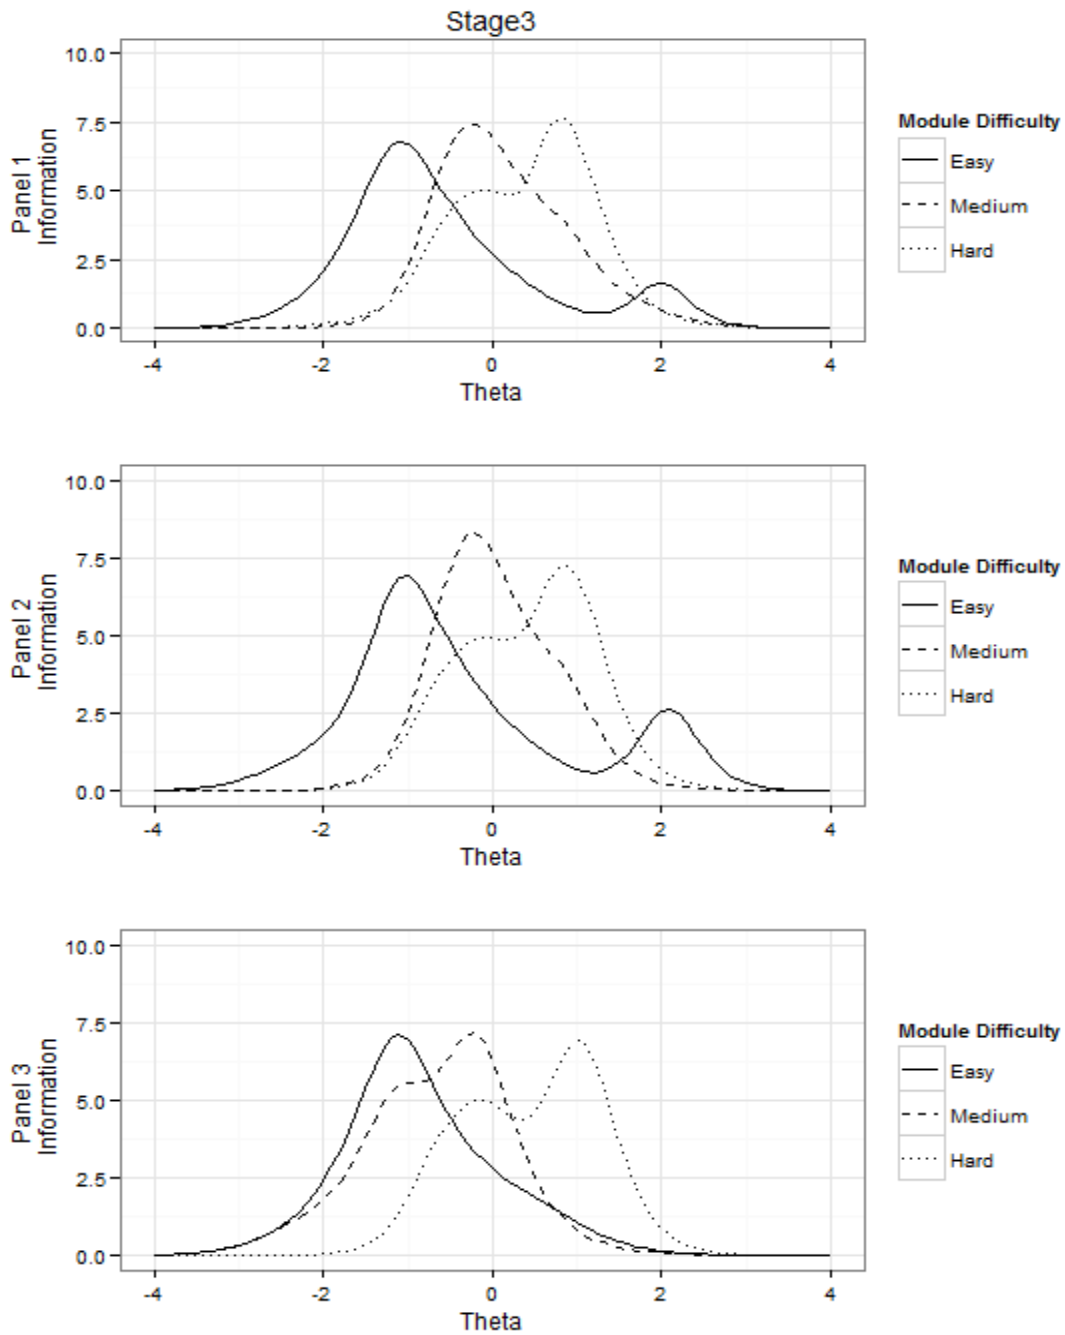 Stage3
Panel 1
Information
10.0
7.5
5.0
2.5
0.0
-4
-2
0
2
4
Theta
Module Difficulty
Easy
Medium
Hard
Panel 2
Information
10.0
7.5
5.0
2.5
0.0
-4
-2
0
2
4
Theta
Module Difficulty
Easy
Medium
Hard
Panel 3
Information
10.0
7.5
5.0
2.5
0.0
-4
-2
0
2
4
Theta
Module Difficulty
Easy
Medium
Hard